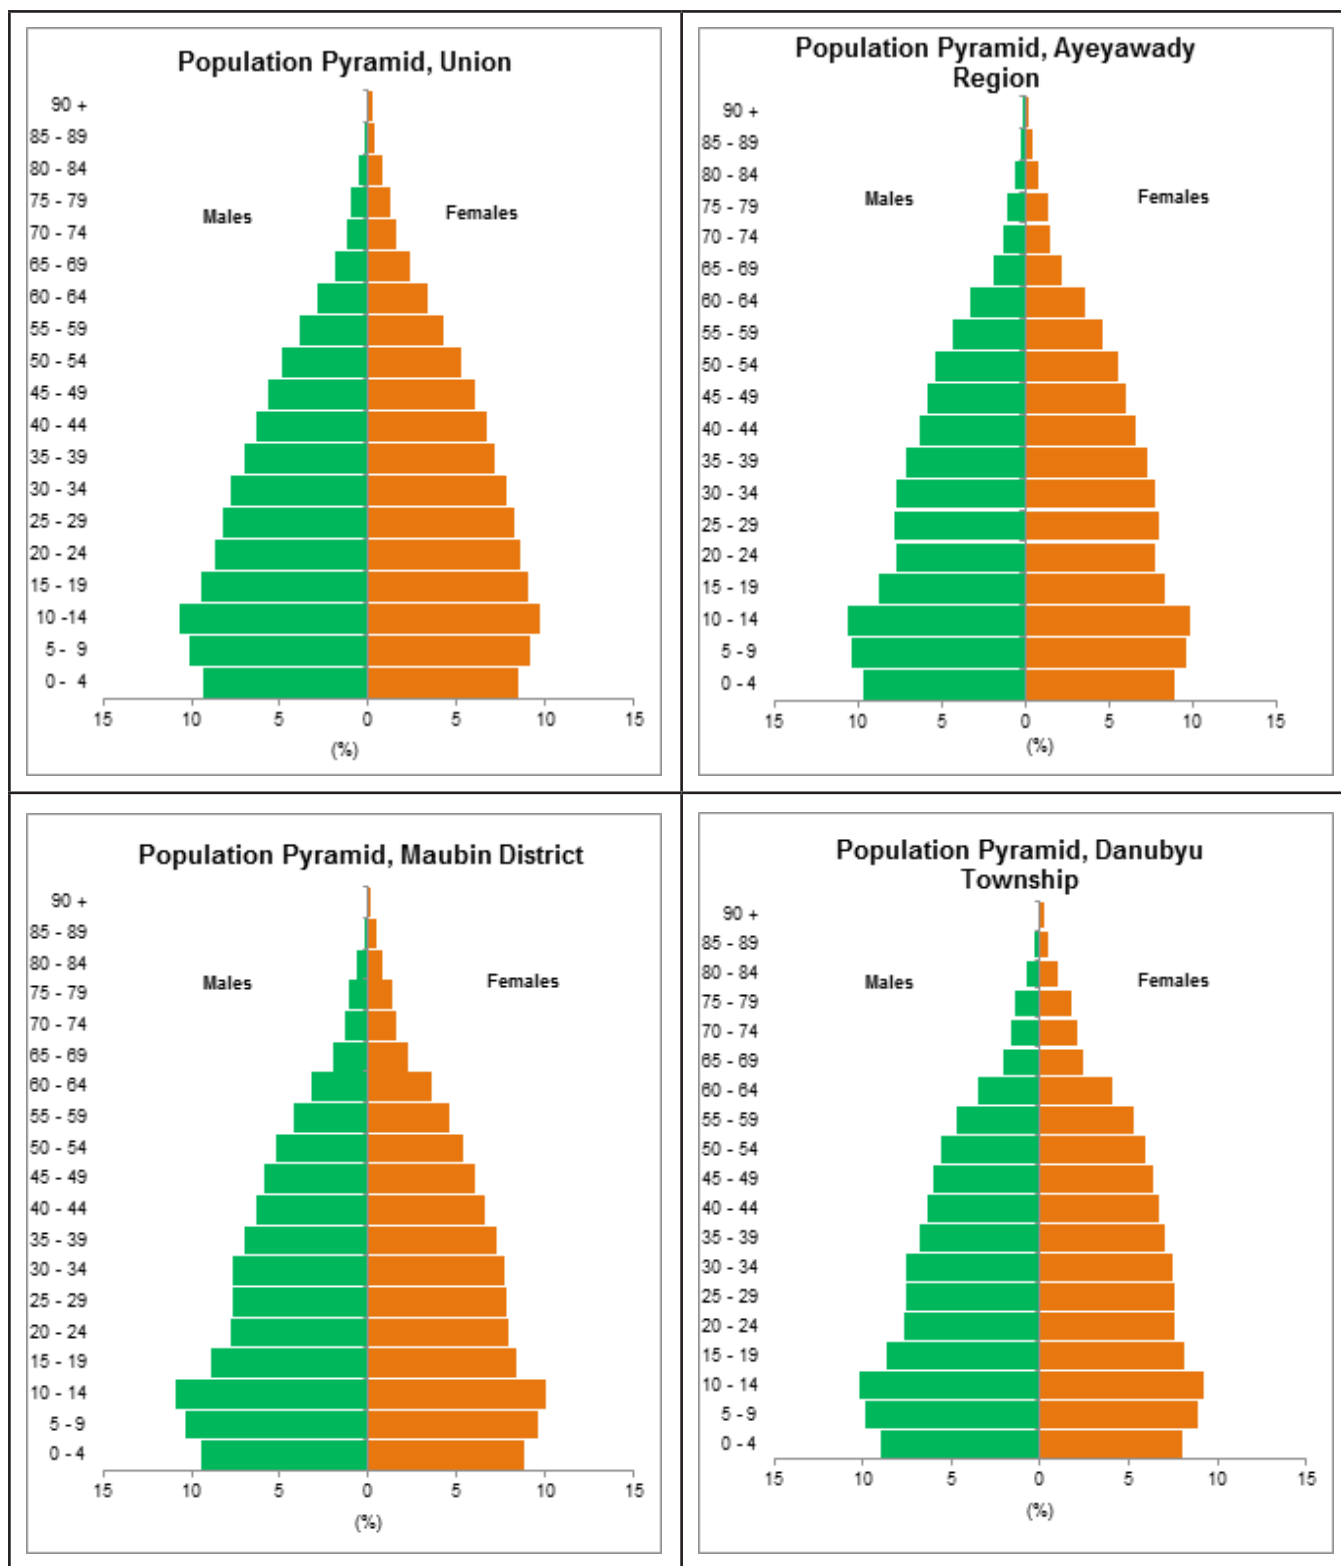 Population Pyramid, Union
90 +
85 - 89
80 - 84
75 - 79
70 - 74
65 - 69
60 - 64
55 - 59
50 - 54
45 - 49
40 - 44
35 - 39
30 - 34
25 - 29
20 - 24
15 - 19
10 -14
5 - 9
0 - 4
Males
Females
15 10 5 0 5 10 15
(%)
Population Pyramid, Ayeyawady
Region
90 +
85 - 89
80 - 84
75 - 79
70 - 74
65 - 69
60 - 64
55 - 59
50 - 54
45 - 49
40 - 44
35 - 39
30 - 34
25 - 29
20 - 24
15 - 19
10 - 14
5 - 9
0 - 4
Males
Females
15 10 5 0 5 10 15
(%)
Population Pyramid, Maubin District
90 +
85 - 89
80 - 84
75 - 79
70 - 74
65 - 69
60 - 64
55 - 59
50 - 54
45 - 49
40 - 44
35 - 39
30 - 34
25 - 29
20 - 24
15 - 19
10 - 14
5 - 9
0 - 4
Males
Females
15 10 5 0 5 10 15
(%)
Population Pyramid, Danubyu
Township
90 +
85 - 89
80 - 84
75 - 79
70 - 74
65 - 69
60 - 64
55 - 59
50 - 54
45 - 49
40 - 44
35 - 39
30 - 34
25 - 29
20 - 24
15 - 19
10 - 14
5 - 9
0 - 4
Males
Females
15 10 5 0 5 10 15
(%)